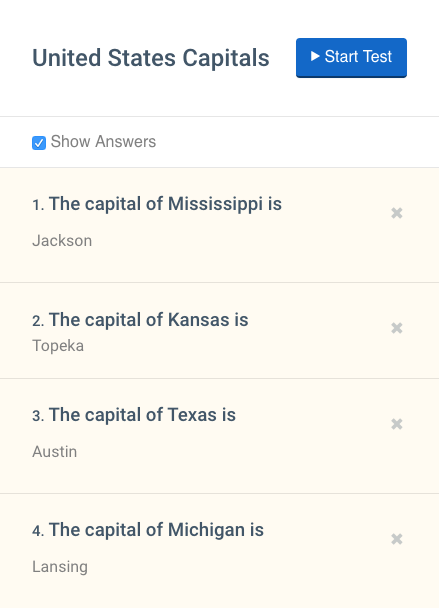 United States Capitals
Start Test
Show Answers
1. The capital of Mississippi is
Jackson
2. The capital of Kansas is
Topeka
3. The capital of Texas is
Austin
4. The capital of Michigan is
Lansing